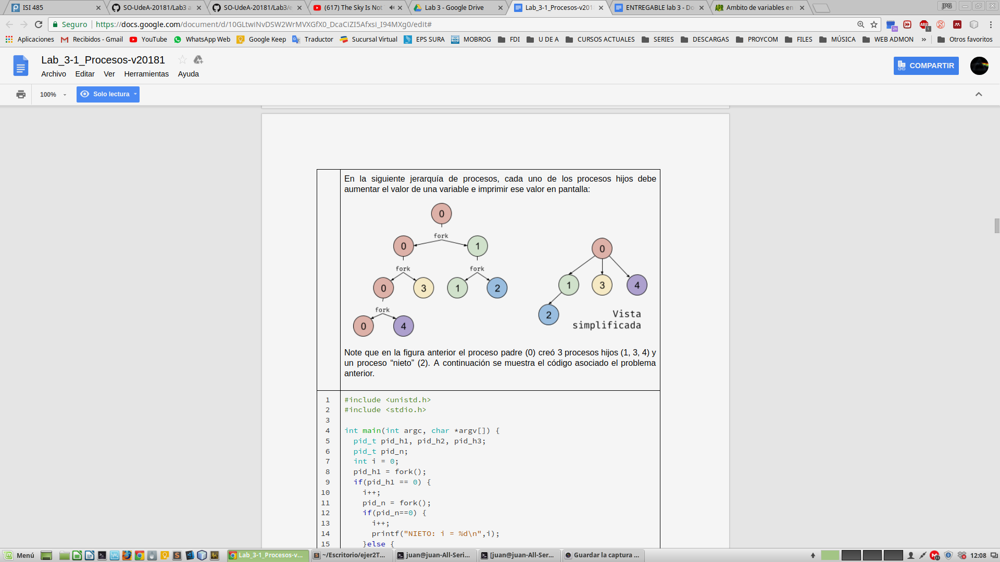 ISI 485
SO-UdeA-20181/Lab3 a
SO-UdeA-20181/Lab3/e
(617) The Sky Is Not
Lab 3 - Google Drive
Lab_3-1_Procesos-v201
ENTREGABLE lab 3 - Do
Ambito de variables en
JPG
Seguro
https://docs.google.com/document/d/10GLtwiNvDSW2WrMVXGfX0_DcaCiZI5Afxsi_I94MXg0/edit#
Aplicaciones
Recibidos - Gmail
YouTube
WhatsApp Web
Google Keep
Traductor
Sucursal Virtual
EPS SURA
MOBROG
FDI
U DE A
CURSOS ACTUALES
SERIES
DESCARGAS
PROYCOM
FILES
MÚSICA
WEB ADMON
»
Otros favoritos
Lab_3-1_Procesos-v20181
Archivo Editar Ver Herramientas Ayuda
COMPARTIR
100%
Solo lectura
En la siguiente jerarquía de procesos, cada uno de los procesos hijos debe
aumentar el valor de una variable e imprimir ese valor en pantalla:
0
fork
0 1
fork fork
0 3 1 2
fork
0 4
0
1 3 4
2
Vista
simplificada
Note que en la figura anterior el proceso padre (0) creó 3 procesos hijos (1, 3, 4) y
un proceso “nieto” (2). A continuación se muestra el código asociado el problema
anterior.
1 #include <unistd.h>
2 #include <stdio.h>
3
4 int main(int argc, char *argv[]) {
5 pid_t pid_h1, pid_h2, pid_h3;
6 pid_t pid_n;
7 int i = 0;
8 pid_h1 = fork();
9 if(pid_h1 == 0) {
10 i++;
11 pid_n = fork();
12 if(pid_n==0) {
13 i++;
14 printf("NIETO: i = %d\n",i);
15 }else {
Menú
Lab_3-1_Procesos-v...
~/Escritorio/ejer2T...
juan@juan-All-Seri...
[juan@juan-All-Ser...
Guardar la captura ...
12:08